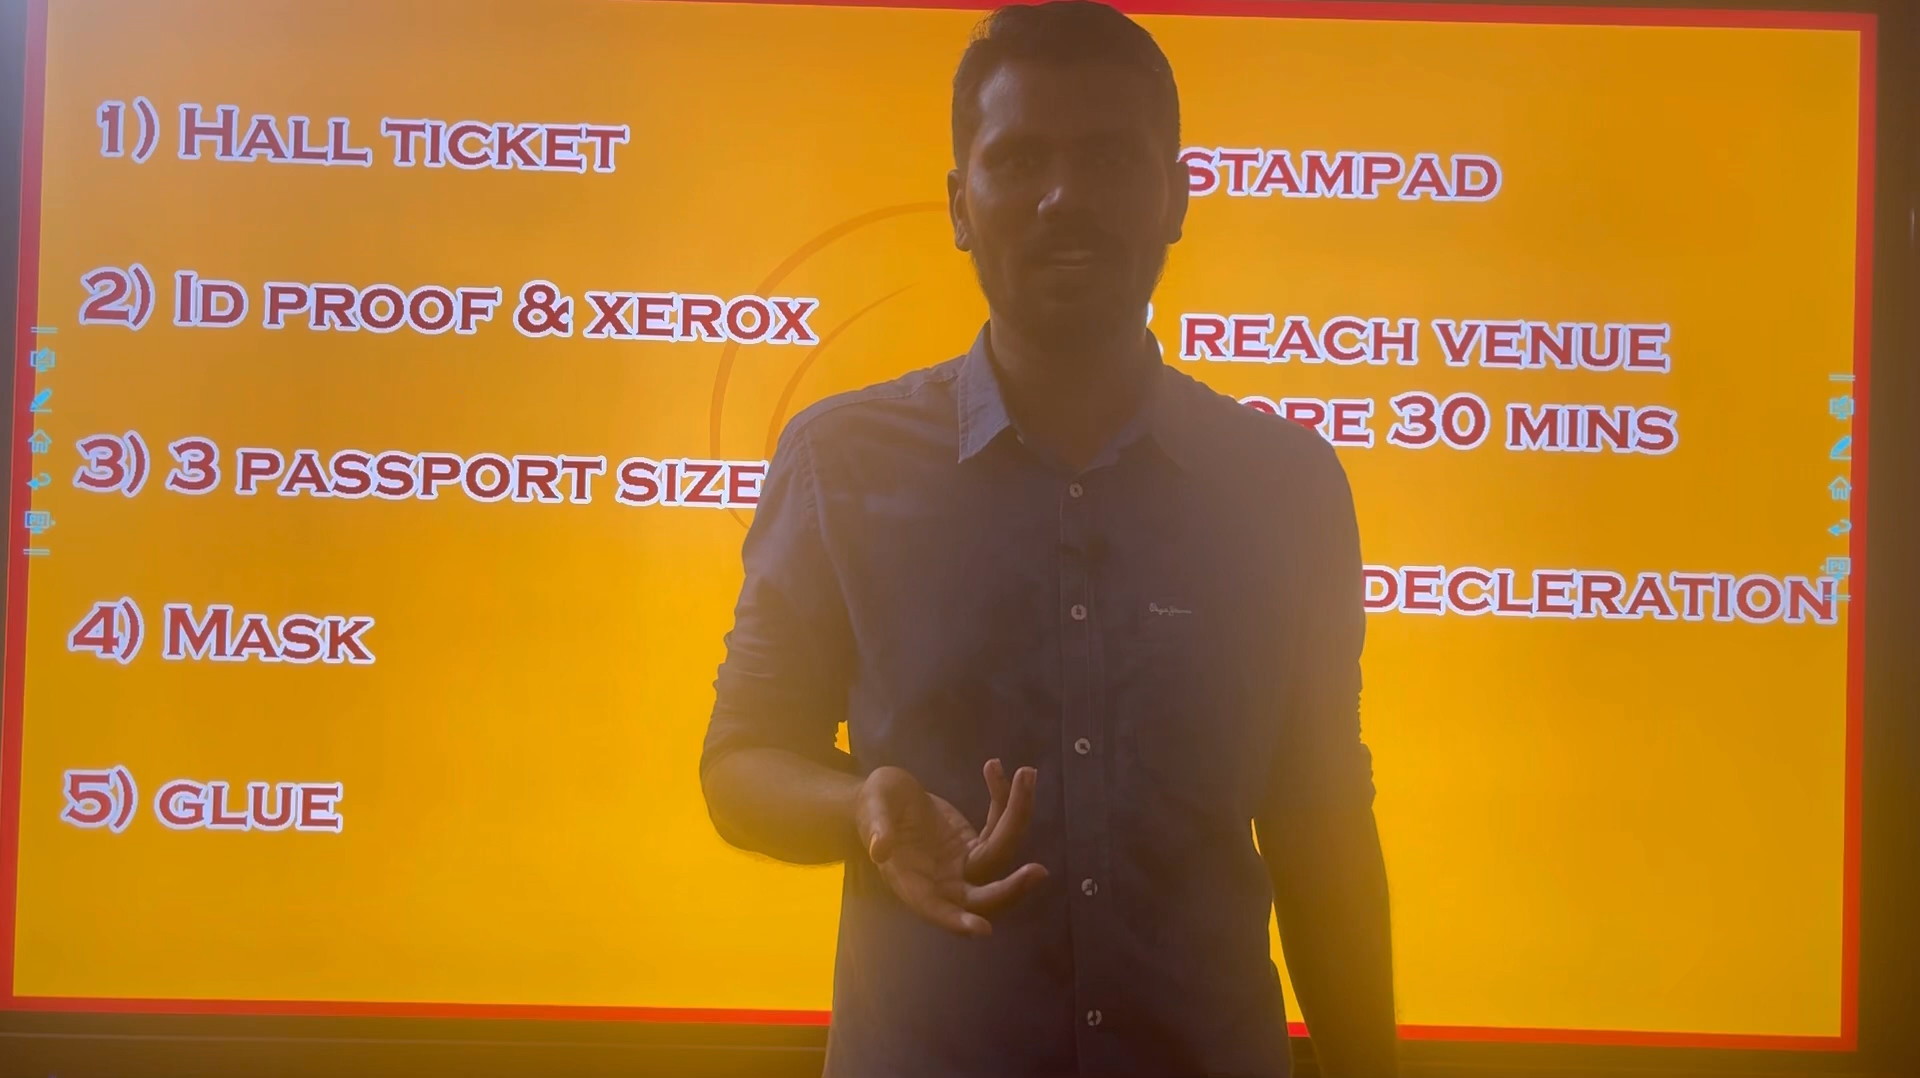 1) HALL TICKET
2) ID PROOF & XEROX
3) 3 PASSPORT SIZE
4) MASK
5) GLUE
STAMPAD
REACH VENUE
30 MINS
DECLERATION